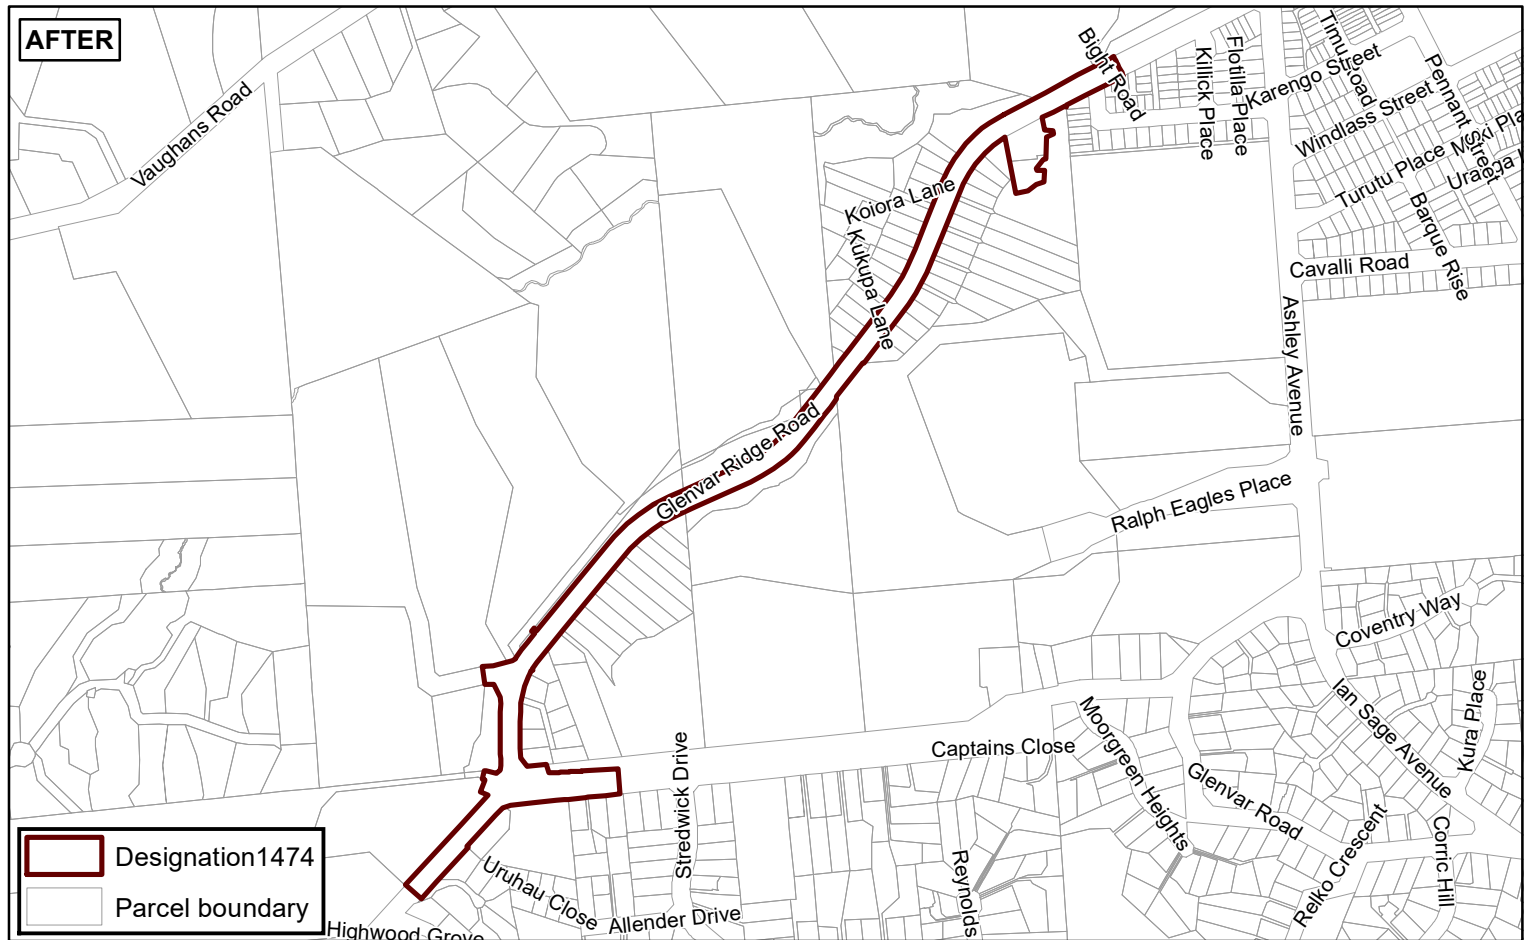 AFTER
Vaughans Road
Bight Road
Killick Place
Flotilla Place
Timu Road
Karengo Street
Windlass Street
Pennant Street
Turutu Place
Barque Rise
Cavalli Road
Koiora Lane
Kūkupa Lane
Ashley Avenue
Glenvar Ridge Road
Ralph Eagles Place
Coventry Way
Ian Sage Avenue
Kura Place
Captains Close
Moorgreen Heights
Glenvar Road
Relko Crescent
Corric Hill
Stredwick Drive
Reynolds
Uruhau Close
Allender Drive
Highwood Grove
Designation1474
Parcel boundary